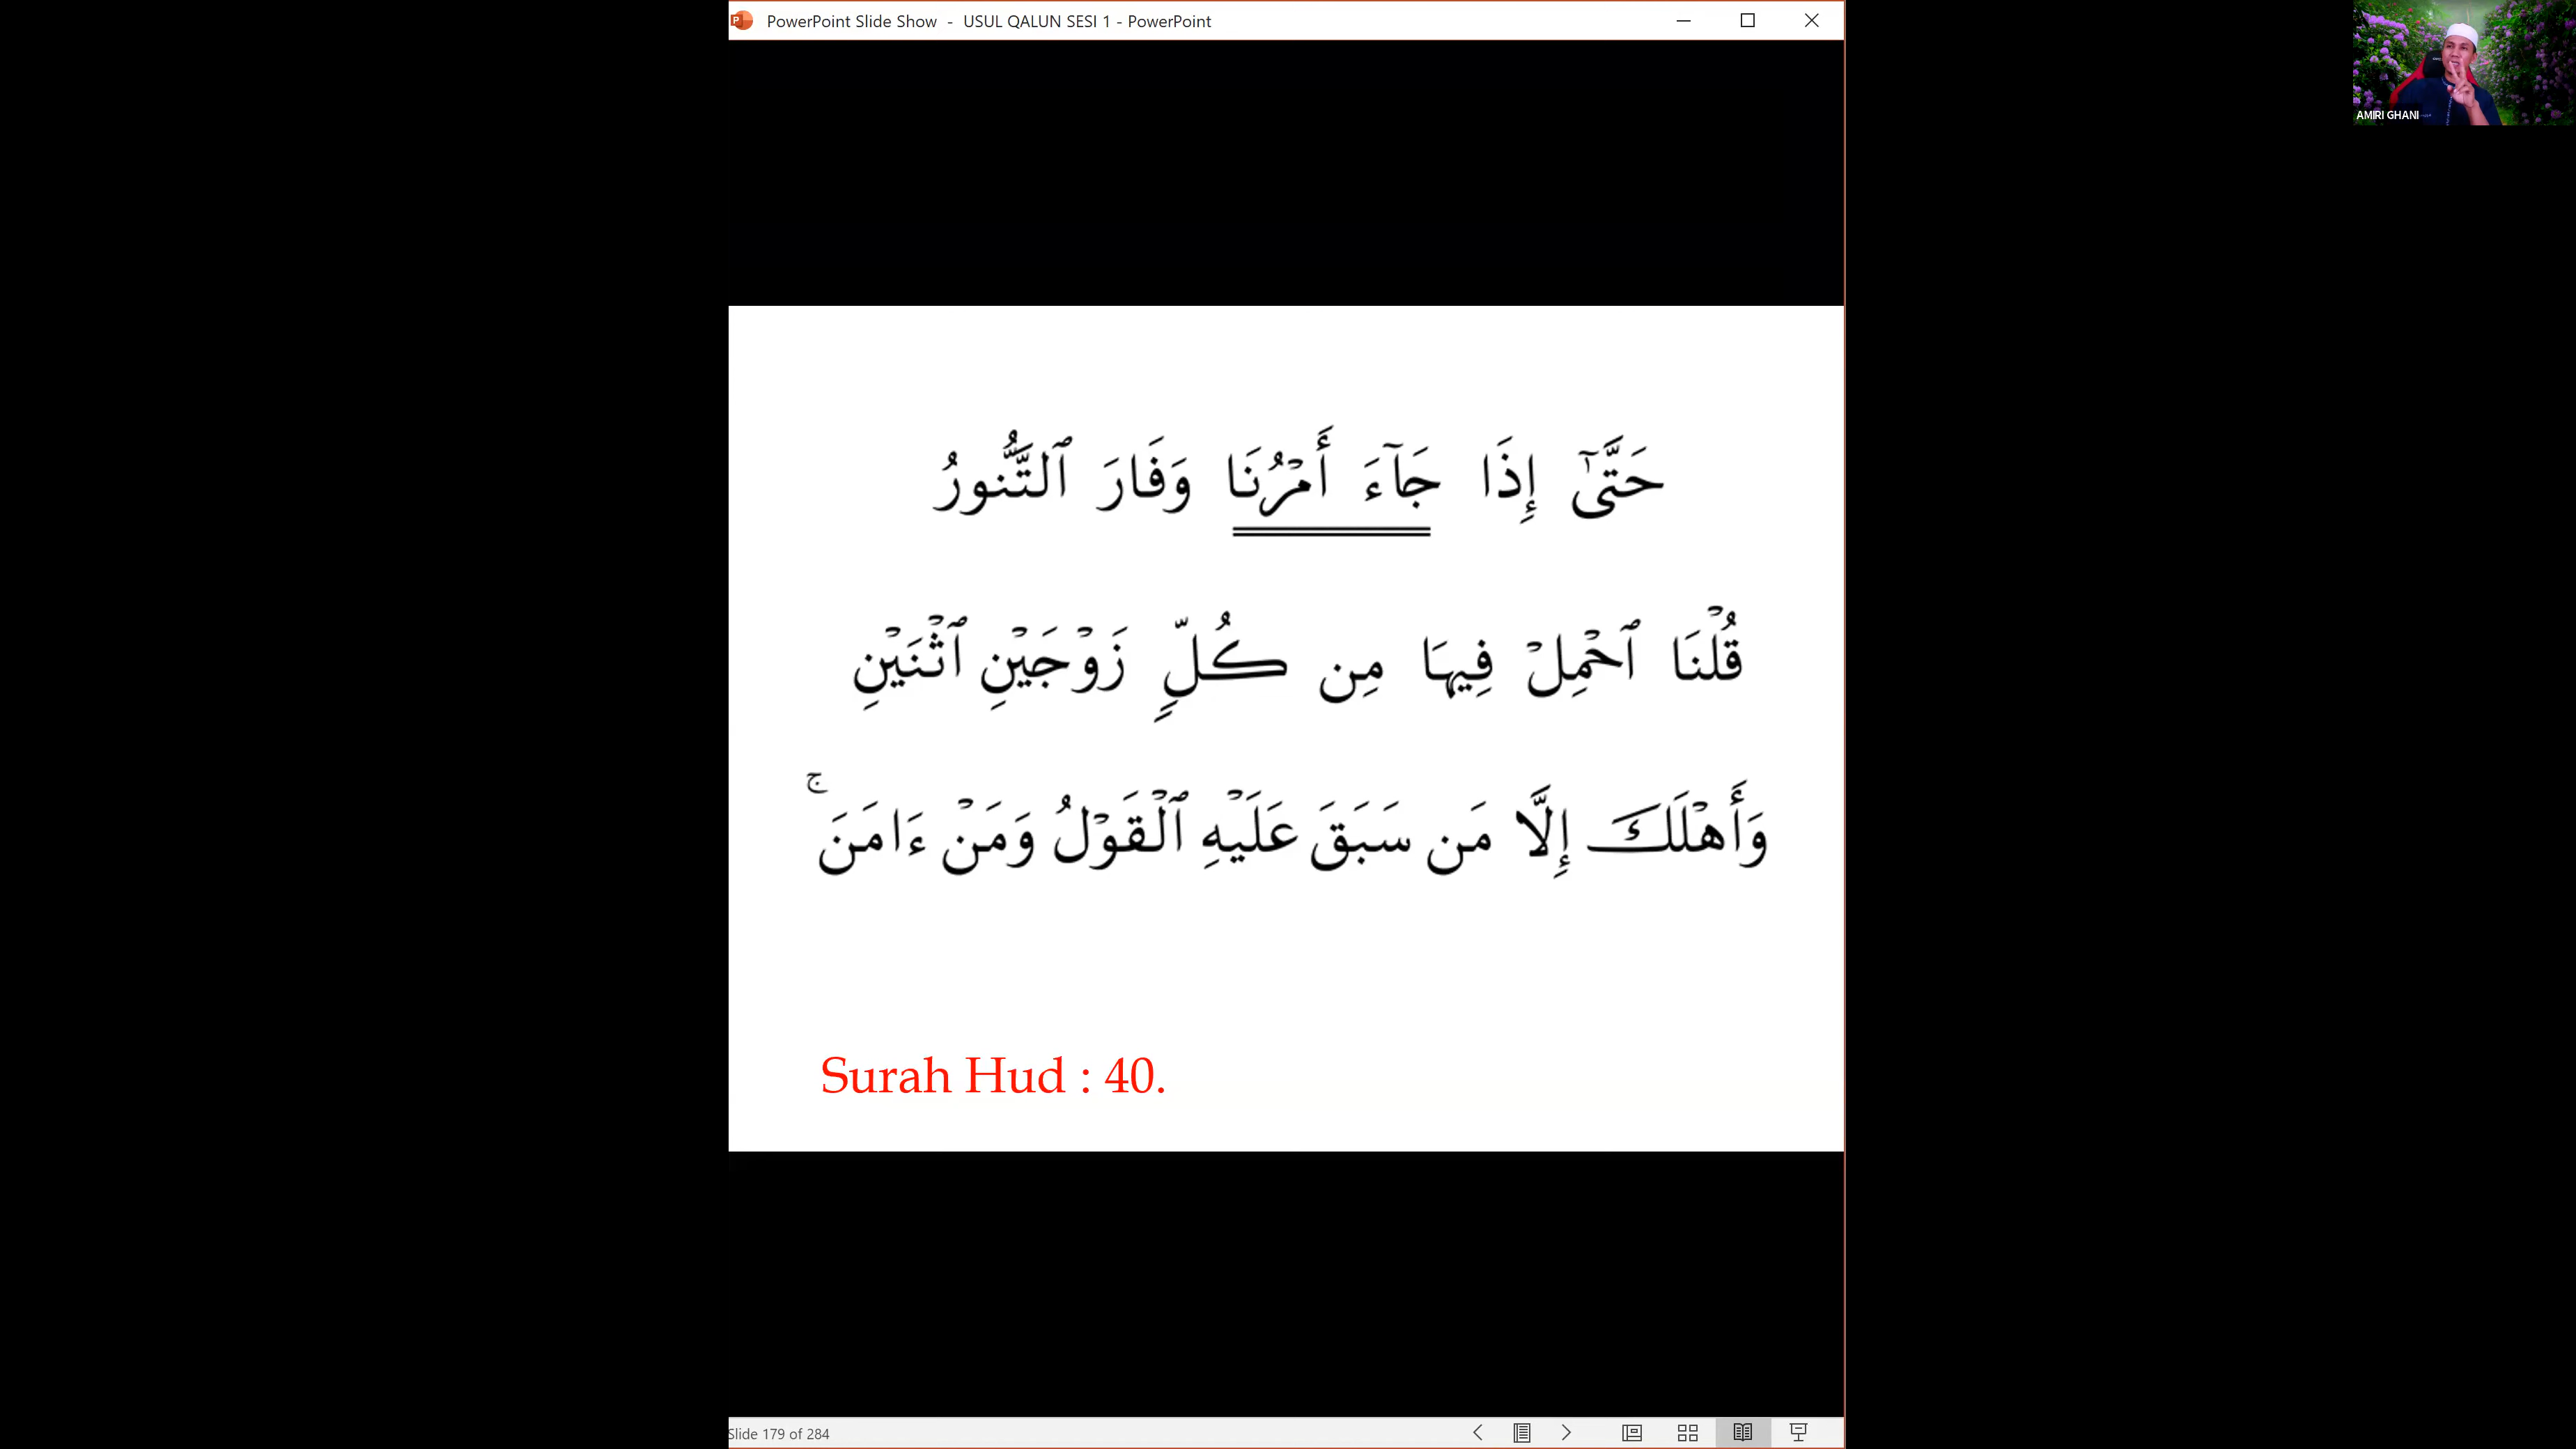 PowerPoint Slide Show - USUL QALUN SESI 1 - PowerPoint
AMIRI GHANI
حَتَّىٰٓ إِذَا جَآءَ أَمۡرُنَا وَفَارَ ٱلتَّنُّورُ
قُلۡنَا ٱحۡمِلۡ فِيهَا مِن كُلّٖ زَوۡجَيۡنِ ٱثۡنَيۡنِ
وَأَهۡلَكَ إِلَّا مَن سَبَقَ عَلَيۡهِ ٱلۡقَوۡلُ وَمَنۡ ءَامَنَۚ
Surah Hud : 40.
Slide 179 of 284